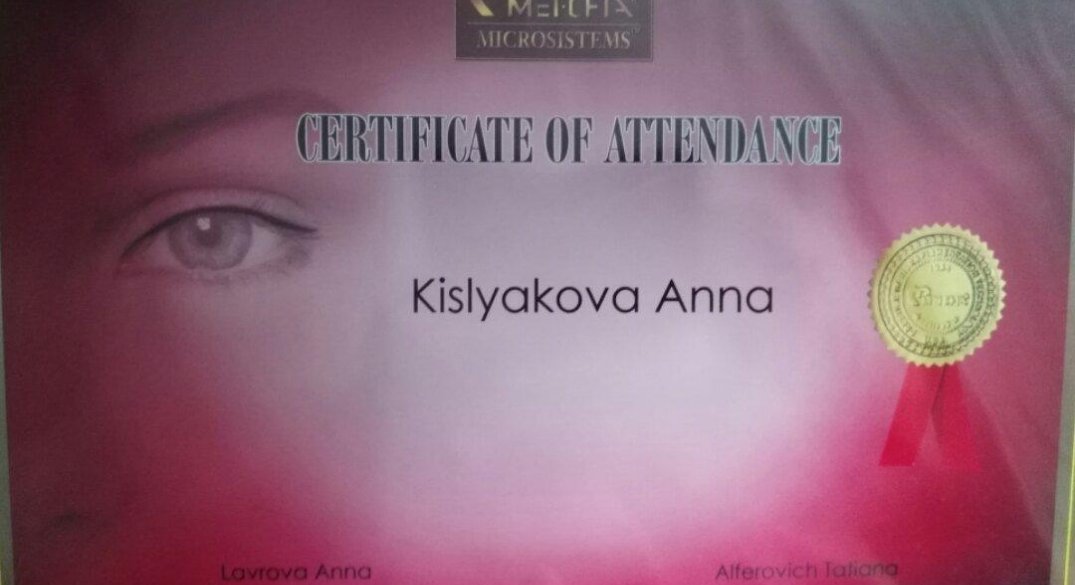 MICROSISTEMS
CERTIFICATE OF ATTENDANCE
Kislyakova Anna
Lavrova Anna
Alferovich Tatiana